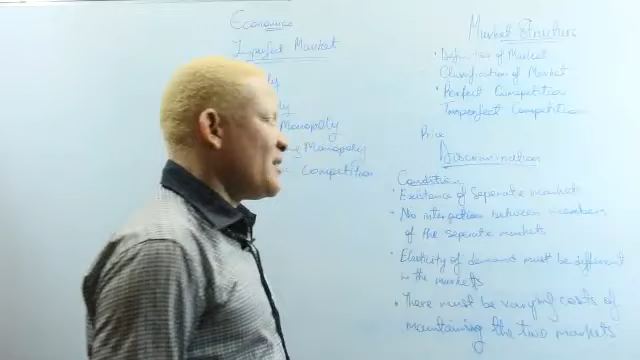 Economics
Imperfect Market
Monopoly
Monopoly
Competition
Market Structure
• Definition of Market
Classification of Market
• Perfect Competition
Imperfect Competition
Price
Discrimination
Condition
• Existence of Seperate markets
• No interaction between members
of the seperate markets
• Elasticity of demand must be different
in the markets
• There must be varying costs of
maintaining the two markets